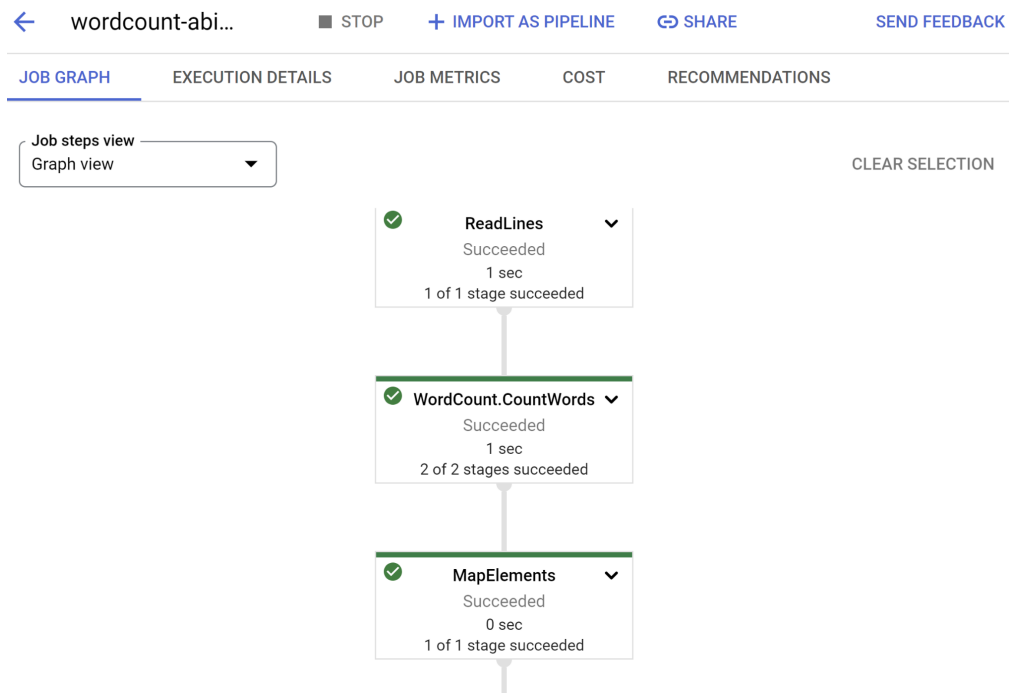 wordcount-abi... STOP IMPORT AS PIPELINE SHARE SEND FEEDBACK
JOB GRAPH EXECUTION DETAILS JOB METRICS COST RECOMMENDATIONS
Job steps view
Graph view CLEAR SELECTION
ReadLines
Succeeded
1 sec
1 of 1 stage succeeded
WordCount.CountWords
Succeeded
1 sec
2 of 2 stages succeeded
MapElements
Succeeded
0 sec
1 of 1 stage succeeded